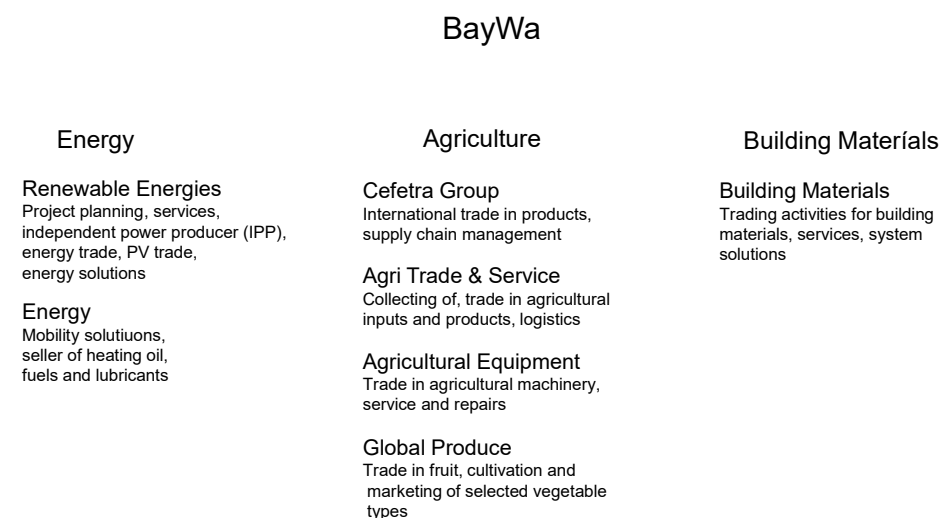 BayWa
Energy
Renewable Energies
Project planning, services,
independent power producer (IPP),
energy trade, PV trade,
energy solutions
Energy
Mobility solutiuons,
seller of heating oil,
fuels and lubricants
Agriculture
Cefetra Group
International trade in products,
supply chain management
Agri Trade & Service
Collecting of, trade in agricultural
inputs and products, logistics
Agricultural Equipment
Trade in agricultural machinery,
service and repairs
Global Produce
Trade in fruit, cultivation and
marketing of selected vegetable
types
Building Materíals
Building Materials
Trading activities for building
materials, services, system
solutions